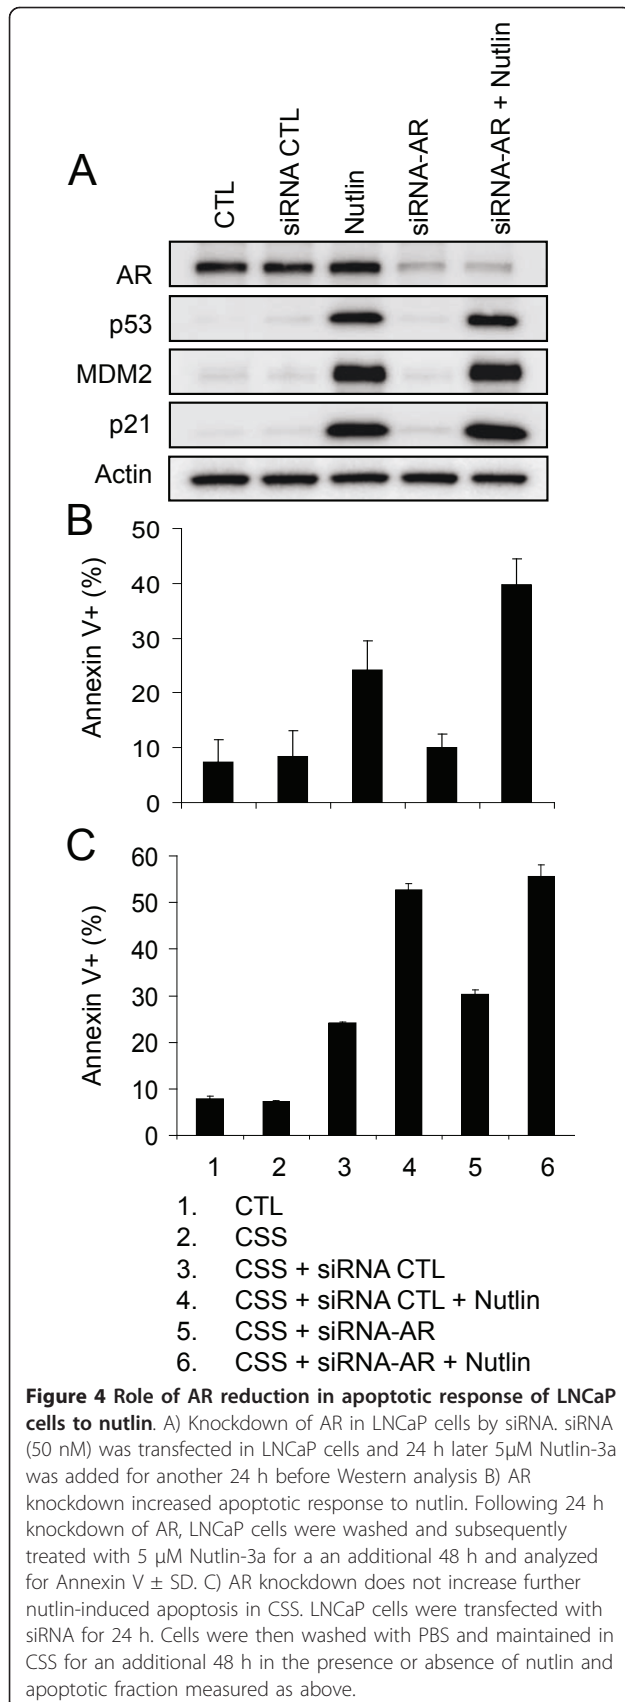 A
CTL
siRNA CTL
Nutlin
siRNA-AR
siRNA-AR + Nutlin
AR
p53
MDM2
p21
Actin
B
Annexin V+ (%)
50
40
30
20
10
0
C
Annexin V+ (%)
60
50
40
30
20
10
0
1 2 3 4 5 6
1. CTL
2. CSS
3. CSS + siRNA CTL
4. CSS + siRNA CTL + Nutlin
5. CSS + siRNA-AR
6. CSS + siRNA-AR + Nutlin
Figure 4 Role of AR reduction in apoptotic response of LNCaP
cells to nutlin. A) Knockdown of AR in LNCaP cells by siRNA. siRNA
(50 nM) was transfected in LNCaP cells and 24 h later 5μM Nutlin-3a
was added for another 24 h before Western analysis B) AR
knockdown increased apoptotic response to nutlin. Following 24 h
knockdown of AR, LNCaP cells were washed and subsequently
treated with 5 μM Nutlin-3a for a an additional 48 h and analyzed
for Annexin V ± SD. C) AR knockdown does not increase further
nutlin-induced apoptosis in CSS. LNCaP cells were transfected with
siRNA for 24 h. Cells were then washed with PBS and maintained in
CSS for an additional 48 h in the presence or absence of nutlin and
apoptotic fraction measured as above.